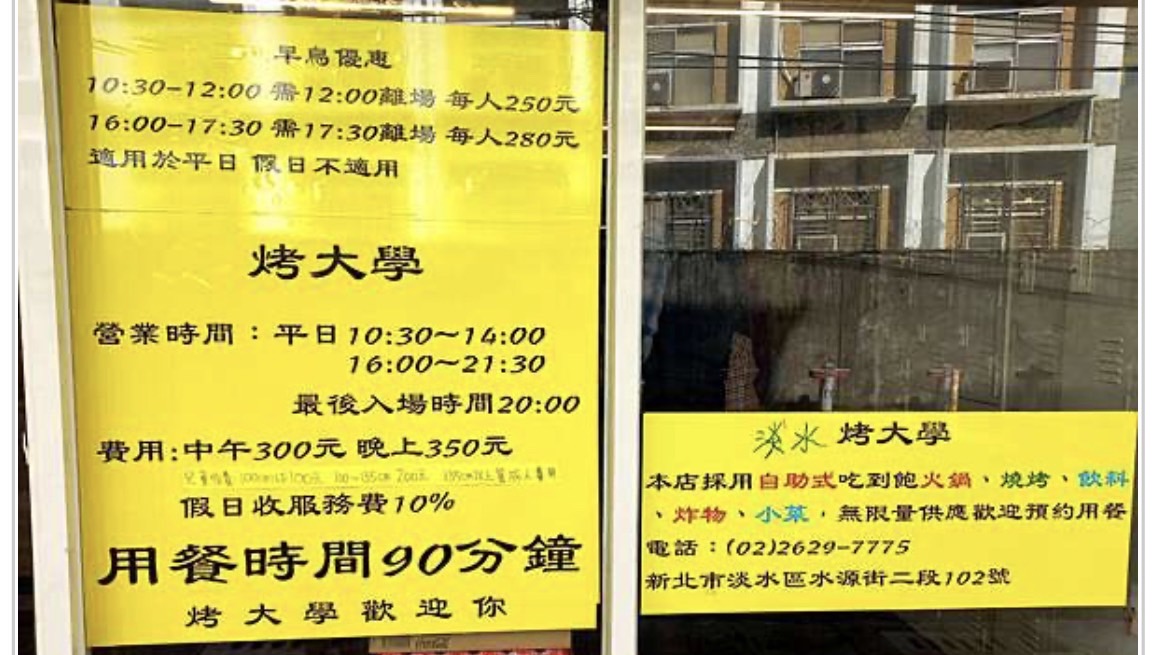 早鳥優惠
10:30-12:00 需12:00離場 每人250元
16:00-17:30 需17:30離場 每人280元
適用於平日 假日不適用
烤大學
營業時間：平日10:30～14:00
16:00～21:30
最後入場時間20:00
費用:中午300元 晚上350元
100元 200元
假日收服務費10%
用餐時間90分鐘
烤大學歡迎你
淡水 烤大學
本店採用自助式吃到飽火鍋、燒烤、飲料
、炸物、小菜，無限量供應歡迎預約用餐
電話：(02)2629-7775
新北市淡水區水源街二段102號